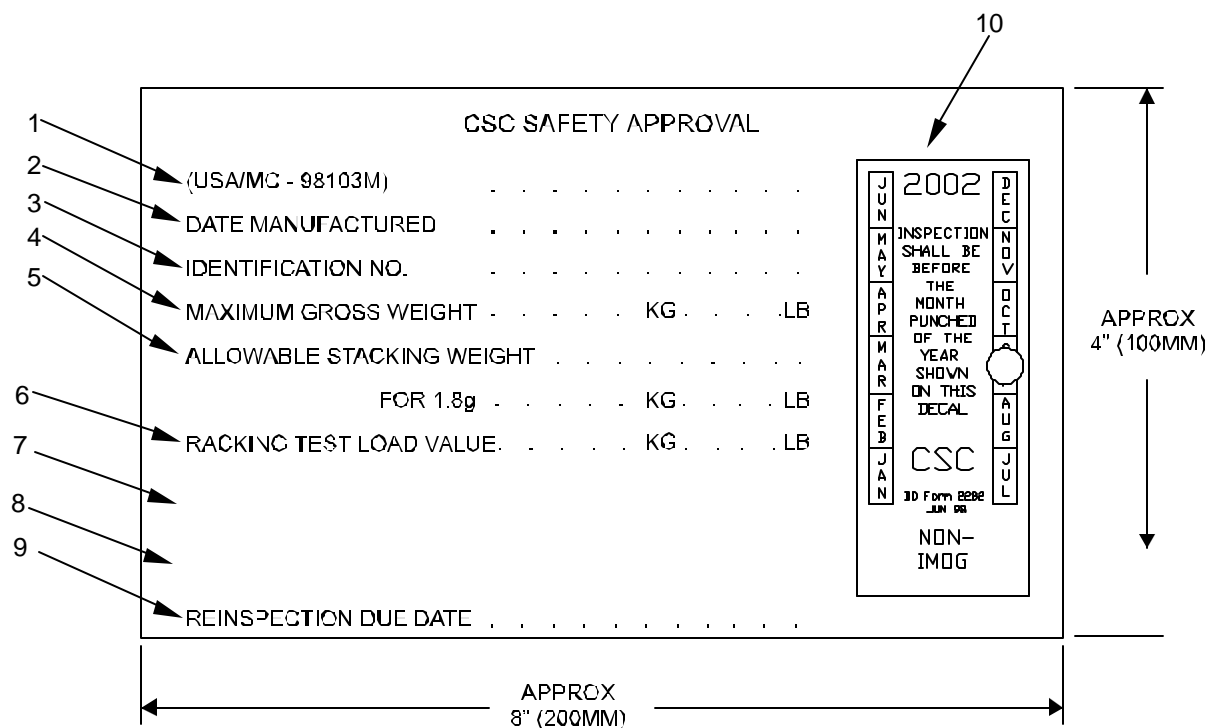 10
CSC SAFETY APPROVAL
1
(USA/MC - 98103M) . . . . . . . . . . .
2
DATE MANUFACTURED . . . . . . . . . . .
3
IDENTIFICATION NO. . . . . . . . . . . .
4
MAXIMUM GROSS WEIGHT . . . . . KG . . . . LB
5
ALLOWABLE STACKING WEIGHT . . . . . . . . .
FOR 1.8g . . . . . KG . . . . LB
6
RACKING TEST LOAD VALUE . . . . . KG . . . . LB
7
8
9
REINSPECTION DUE DATE . . . . . . . . . . .
JUN
MAY
APR
MAR
FEB
JAN
2002
INSPECTION
SHALL BE
BEFORE
THE
MONTH
PUNCHED
OF THE
YEAR
SHOWN
ON THIS
DECAL
CSC
DD Form 2282
JUN 98
NON-
IMDG
DEC
NOV
OCT
AUG
JUL
APPROX
4" (100MM)
APPROX
8" (200MM)